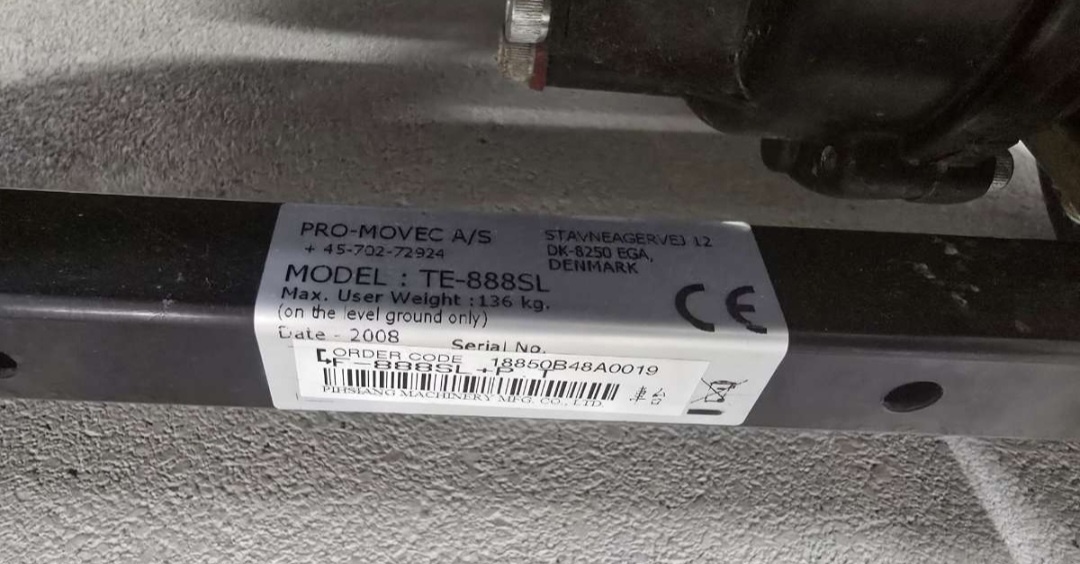 PRO-MOVEC A/S
+ 45-702-72924
STAVNEAGERVEJ 12
DK-8250 EGA,
DENMARK
MODEL : TE-888SL
Max. User Weight :136 kg.
(on the level ground only)
CE
Date - 2008
Serial No.
ORDER CODE 18850B48A0019
PIHSIANG MACHINERY MFG. CO., LTD.